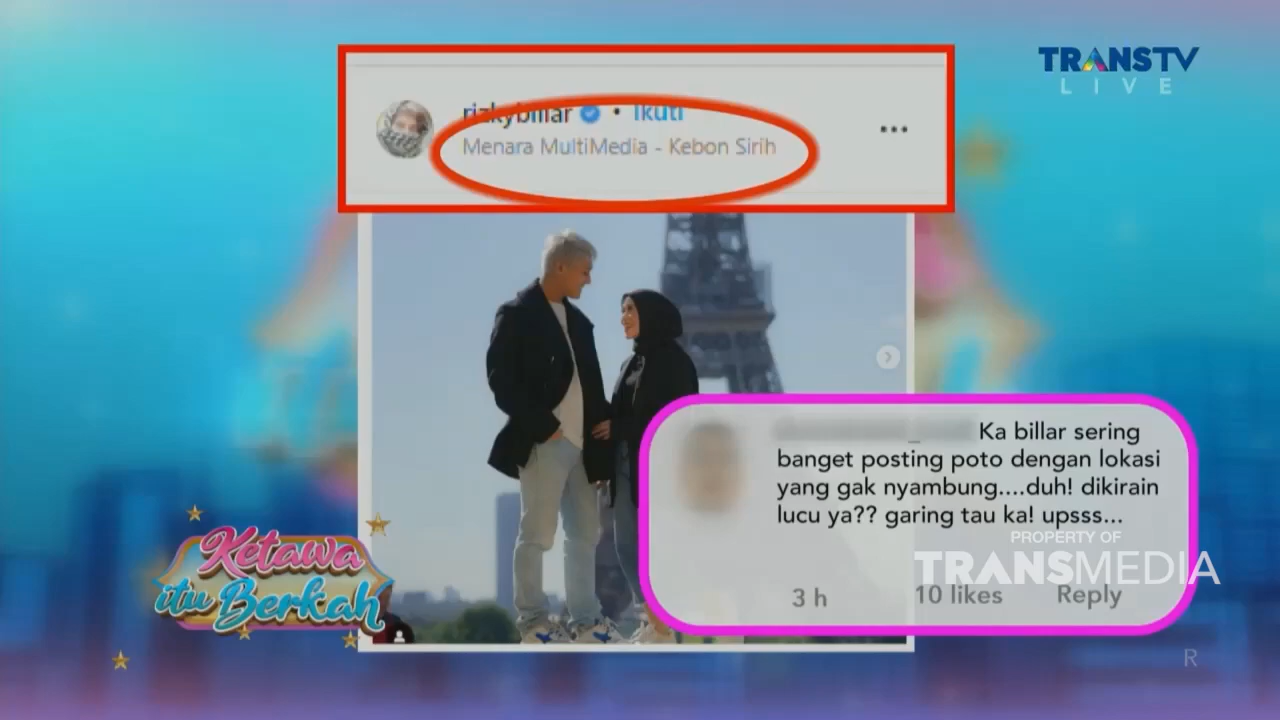 TRANSTV
LIVE
rizkybillar • Ikuti
Menara MultiMedia - Kebon Sirih
Ka billar sering
banget posting poto dengan lokasi
yang gak nyambung....duh! dikirain
lucu ya?? garing tau ka! upsss...
PROPERTY OF
TRANSMEDIA
3 h 10 likes Reply
Ketawa
itu Berkah
R